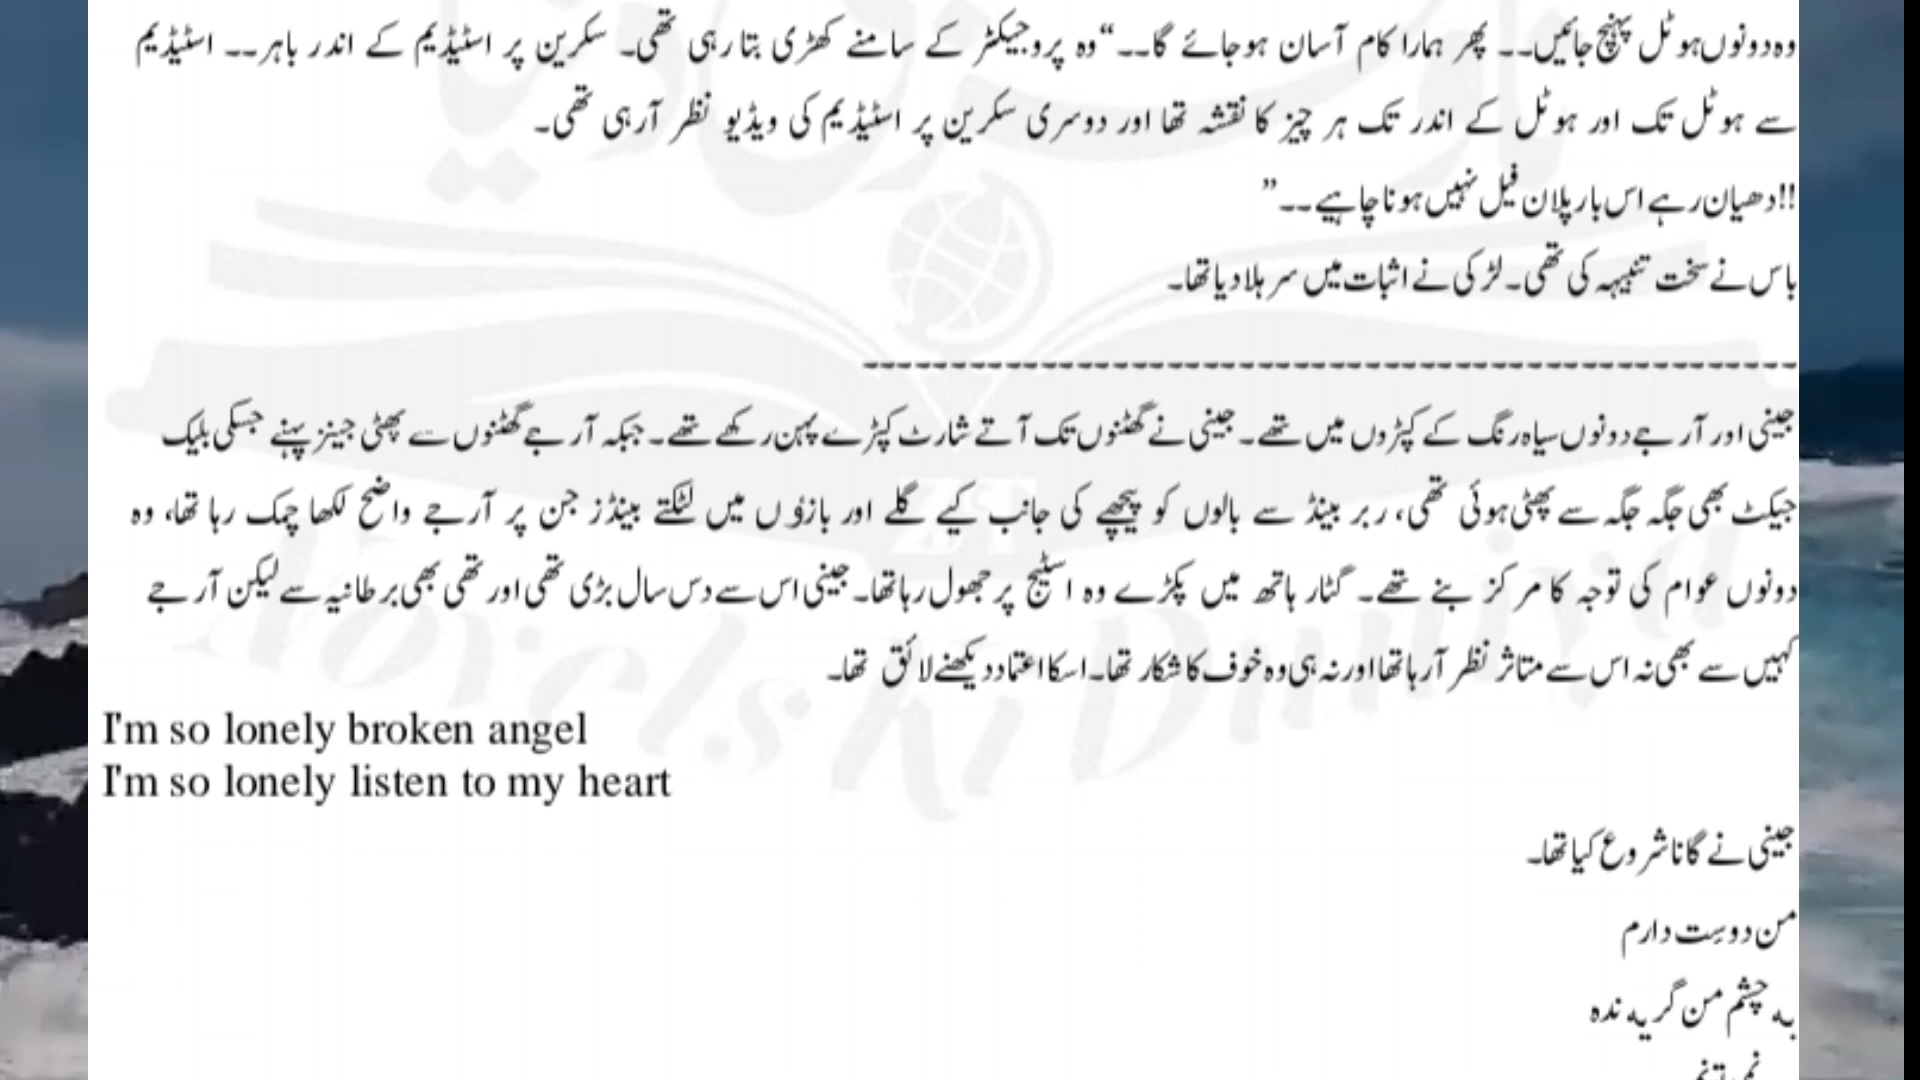 وہ دونوں ہوٹل پہنچ جائیں۔۔ پھر ہمارا کام آسان ہو جائے گا۔۔“ وہ پروجیکٹر کے سامنے کھڑی بتا رہی تھی۔ سکرین پر اسٹیڈیم کے اندر باہر۔۔ اسٹیڈیم
سے ہوٹل تک اور ہوٹل کے اندر تک ہر چیز کا نقشہ تھا اور دوسری سکرین پر اسٹیڈیم کی ویڈیو نظر آرہی تھی۔
!!دھیان رہے اس بار پلان فیل نہیں ہونا چاہیے۔۔”
باس نے سخت تنبیہہ کی تھی۔ لڑکی نے اثبات میں سر ہلا دیا تھا۔
جینی اور آر جے دونوں سیاہ رنگ کے کپڑوں میں تھے۔ جینی نے گھٹنوں تک آتے شارٹ کپڑے پہن رکھے تھے۔ جبکہ آر جے گھٹنوں سے پھٹی جینز پہنے جسکی بلیک
جیکٹ بھی جگہ جگہ سے پھٹی ہوئی تھی، ربر بینڈ سے بالوں کو پیچھے کی جانب کیے گلے اور بازؤں میں لٹکتے بینڈز جن پر آرجے واضح لکھا چمک رہا تھا، وہ
دونوں عوام کی توجہ کا مرکز بنے تھے۔ گٹار ہاتھ میں پکڑے وہ اسٹیج پر جھول رہا تھا۔ جینی اس سے دس سال بڑی تھی اور تھی بھی برطانیہ سے لیکن آر جے
کہیں سے بھی نہ اس سے متاثر نظر آرہا تھا اور نہ ہی وہ خوف کا شکار تھا۔ اسکا اعتماد دیکھنے لائق تھا۔
I'm so lonely broken angel
I'm so lonely listen to my heart
جینی نے گانا شروع کیا تھا۔
من دوسِت دارم
بہ چشم من گریہ ندہ
Novels Ki Duniya